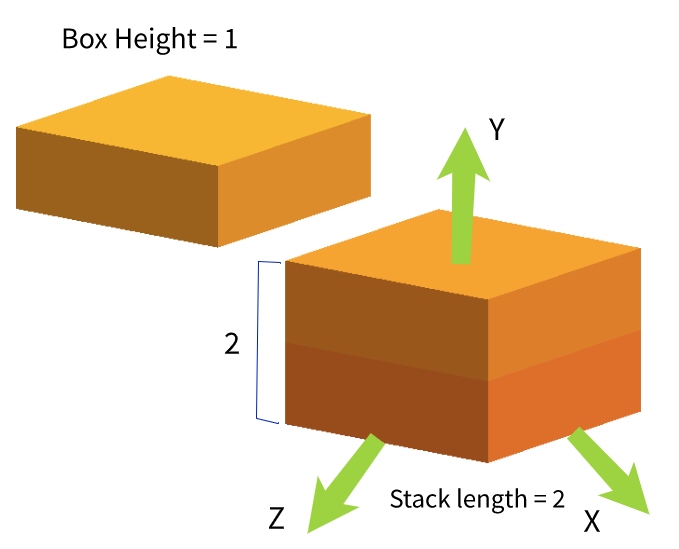 Box Height = 1
Y
2
Stack length = 2
Z
X